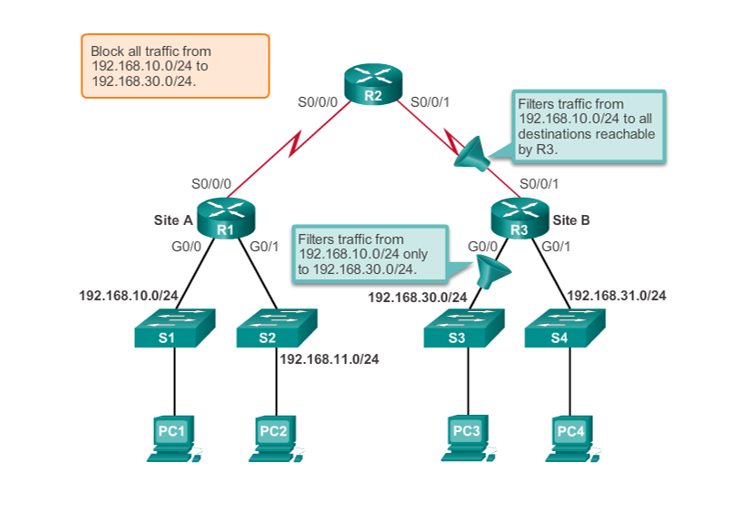 Block all traffic from
192.168.10.0/24 to
192.168.30.0/24.
R2
S0/0/0
S0/0/1
Filters traffic from
192.168.10.0/24 to all
destinations reachable
by R3.
S0/0/0
S0/0/1
Site A
R1
R3
Site B
G0/0
G0/1
Filters traffic from
192.168.10.0/24 only
to 192.168.30.0/24.
G0/0
G0/1
192.168.10.0/24
192.168.30.0/24
192.168.31.0/24
S1
S2
S3
S4
192.168.11.0/24
PC1
PC2
PC3
PC4